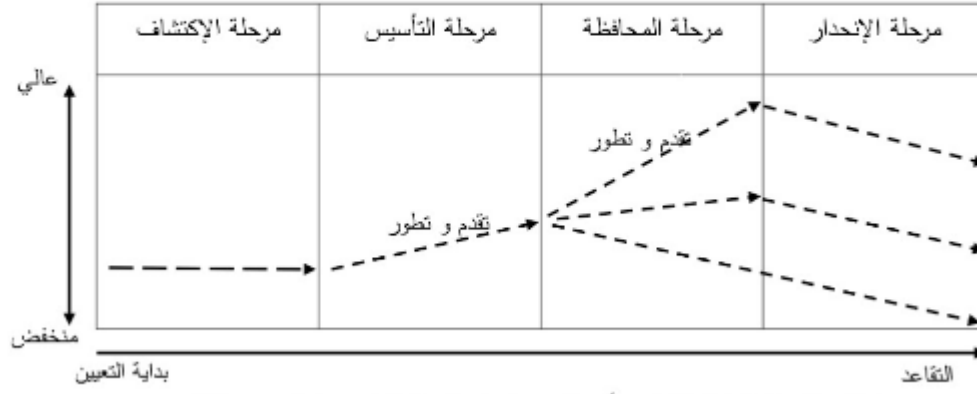 مرحلة الإكتشاف
مرحلة التأسيس
مرحلة المحافظة
مرحلة الإنحدار
عالي
تقدم و تطور
تقدم و تطور
منخفض
بداية التعيين
التقاعد